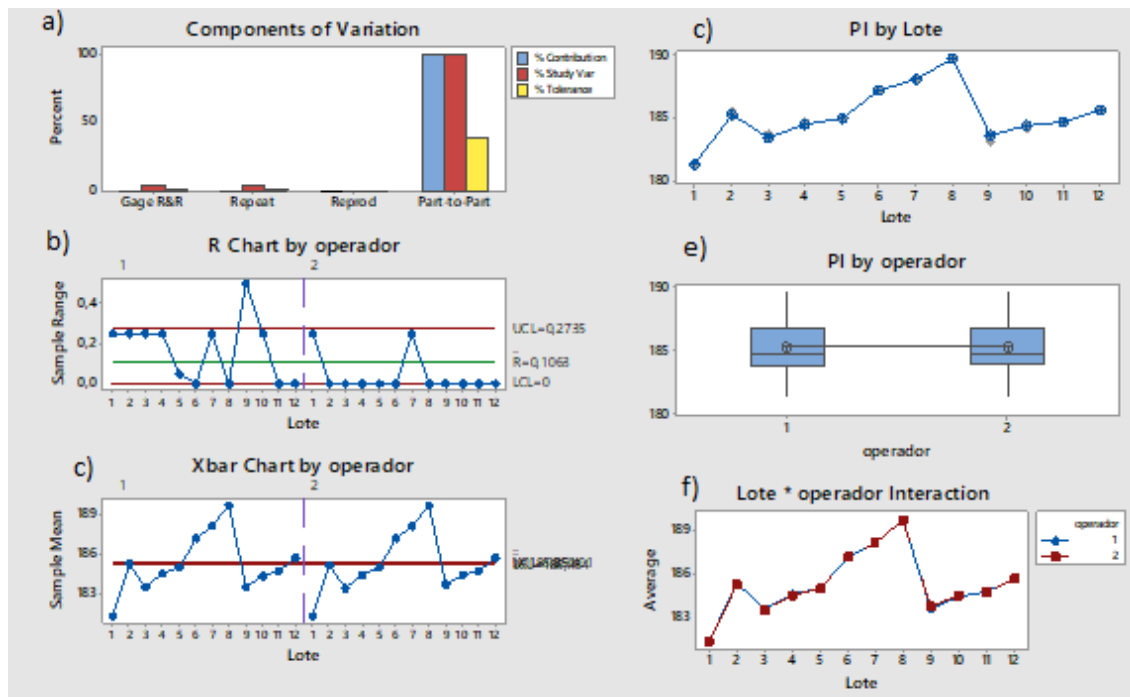 a)
Components of Variation
100
50
0
Percent
% Contribution
% Study Var
% Tolerance
Gage R&R Repeat Reprod Part-to-Part
b)
R Chart by operador
1 2
0,4
0,2
0,0
Sample Range
UCL=0,2735
R=0,1063
LCL=0
1 2 3 4 5 6 7 8 9 10 11 12 1 2 3 4 5 6 7 8 9 10 11 12
Lote
c)
Xbar Chart by operador
1 2
189
186
183
Sample Mean
1 2 3 4 5 6 7 8 9 10 11 12 1 2 3 4 5 6 7 8 9 10 11 12
Lote
c)
PI by Lote
190
185
180
1 2 3 4 5 6 7 8 9 10 11 12
Lote
e)
PI by operador
190
185
180
1 2
operador
f)
Lote * operador Interaction
189
186
183
Average
operador
1
2
1 2 3 4 5 6 7 8 9 10 11 12
Lote